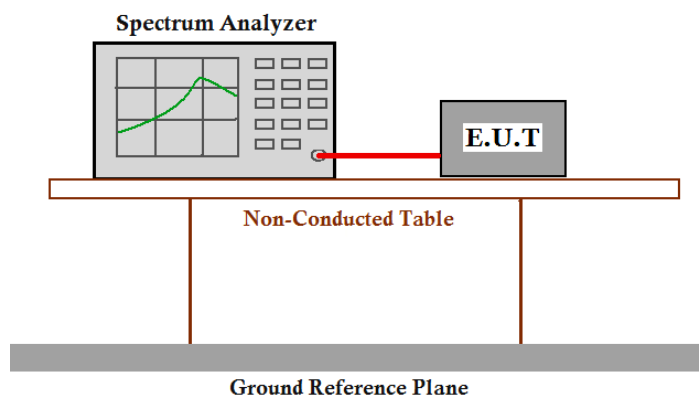 Spectrum Analyzer
E.U.T
Non-Conducted Table
Ground Reference Plane